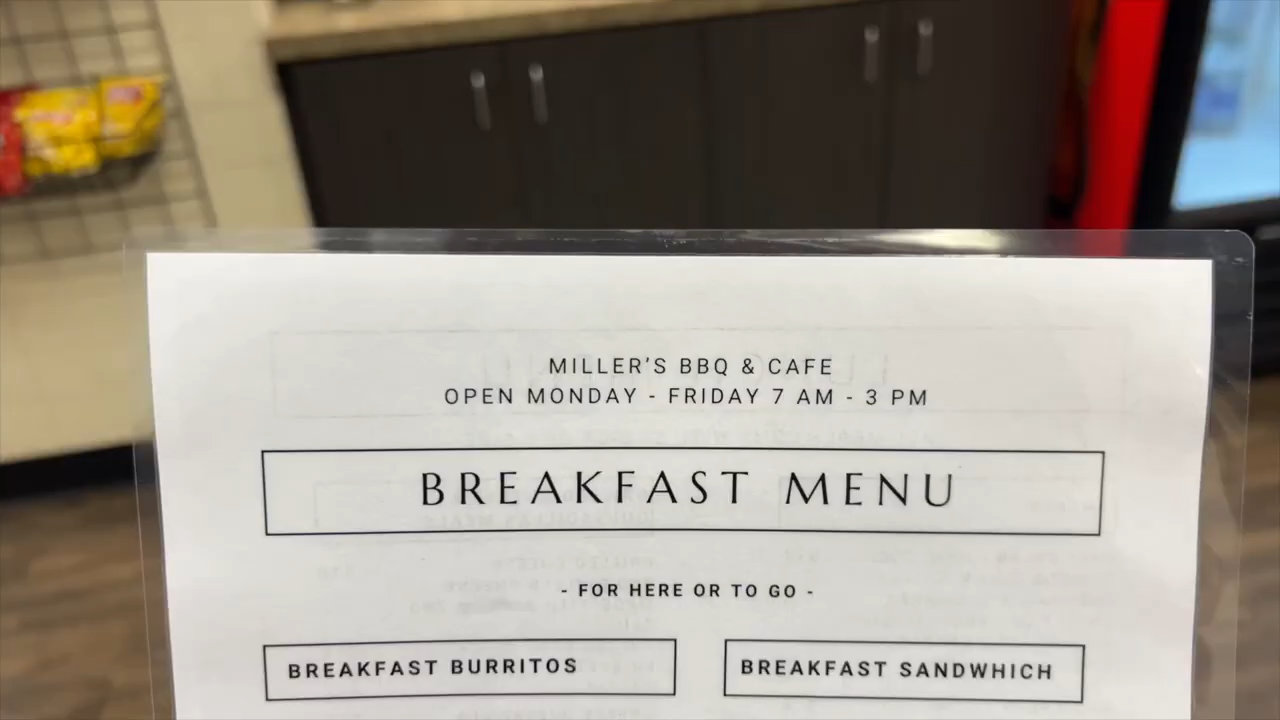 MILLER'S BBQ & CAFE
OPEN MONDAY - FRIDAY 7 AM - 3 PM
BREAKFAST MENU
- FOR HERE OR TO GO -
BREAKFAST BURRITOS
BREAKFAST SANDWHICH